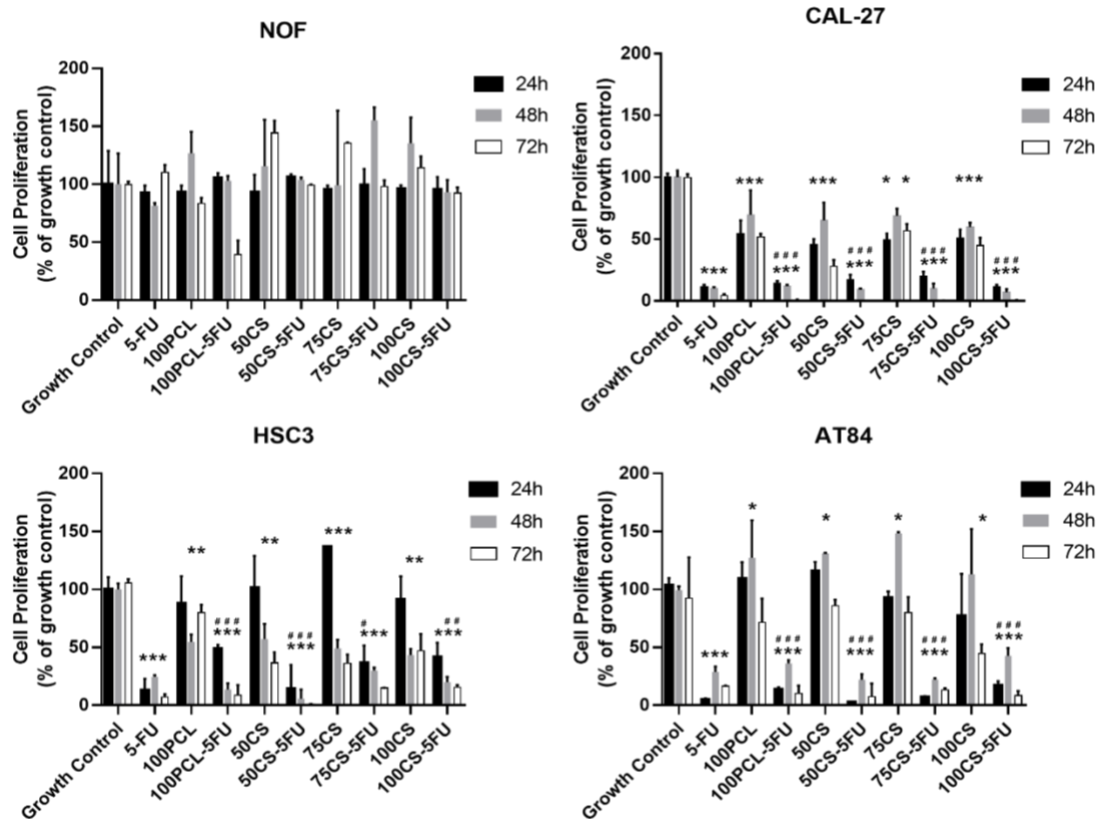 NOF
Cell Proliferation
(% of growth control)
200
150
100
50
0
24h
48h
72h
Growth Control
5-FU
100PCL
100PCL-5FU
50CS
50CS-5FU
75CS
75CS-5FU
100CS
100CS-5FU
CAL-27
Cell Proliferation
(% of growth control)
200
150
100
50
0
24h
48h
72h
***
***
###
***
***
###
***
* *
###
***
***
###
***
Growth Control
5-FU
100PCL
100PCL-5FU
50CS
50CS-5FU
75CS
75CS-5FU
100CS
100CS-5FU
HSC3
Cell Proliferation
(% of growth control)
200
150
100
50
0
24h
48h
72h
***
**
###
***
**
###
***
***
#
***
**
##
***
Growth Control
5-FU
100PCL
100PCL-5FU
50CS
50CS-5FU
75CS
75CS-5FU
100CS
100CS-5FU
AT84
Cell Proliferation
(% of growth control)
200
150
100
50
0
24h
48h
72h
***
*
###
***
*
###
***
*
###
***
*
###
***
Growth Control
5-FU
100PCL
100PCL-5FU
50CS
50CS-5FU
75CS
75CS-5FU
100CS
100CS-5FU